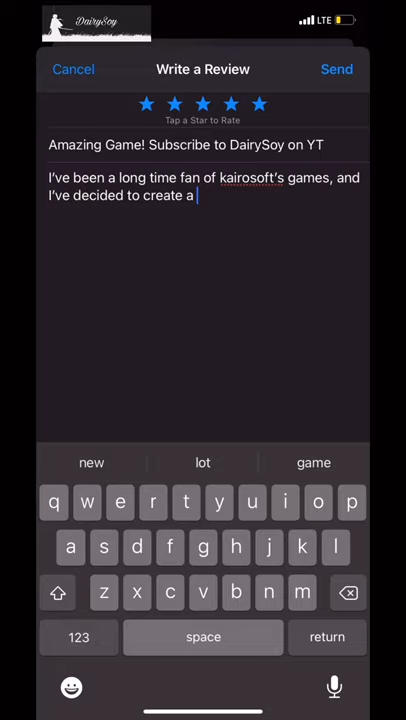 DairySoy
LTE
Cancel Write a Review Send
Tap a Star to Rate
Amazing Game! Subscribe to DairySoy on YT
I've been a long time fan of kairosoft's games, and
I've decided to create a
new lot game
q w e r t y u i o p
a s d f g h j k l
z x c v b n m
123 space return